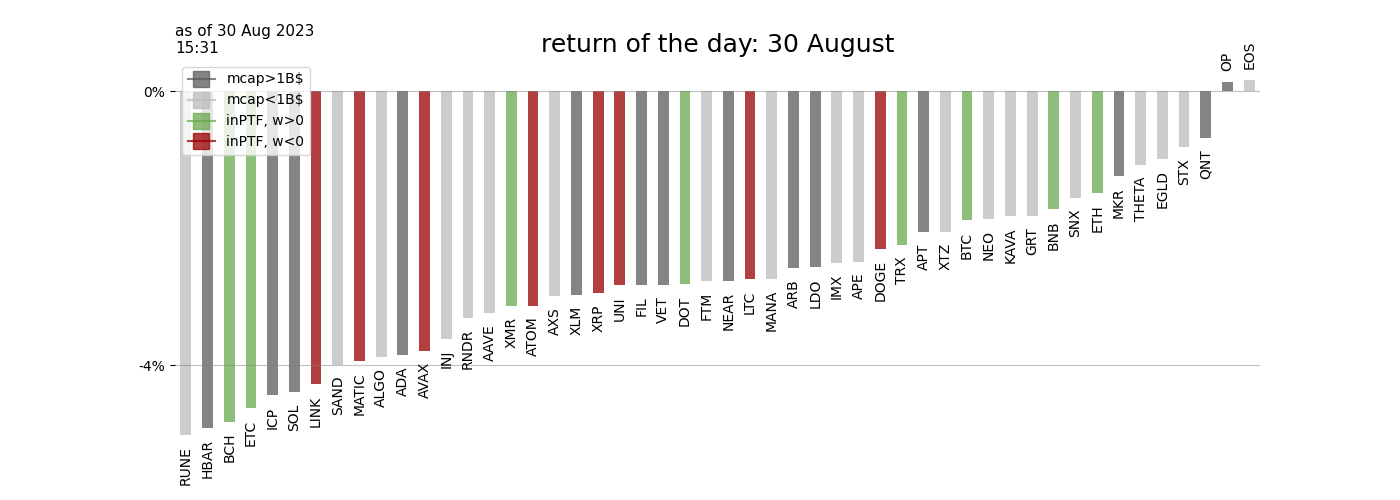 as of 30 Aug 2023
15:31
return of the day: 30 August
mcap>1B$
mcap<1B$
inPTF, w>0
inPTF, w<0
0%
-4%
RUNE
HBAR
BCH
ETC
ICP
SOL
LINK
SAND
MATIC
ALGO
ADA
AVAX
INJ
RNDR
AAVE
XMR
ATOM
AXS
XLM
XRP
UNI
FIL
VET
DOT
FTM
NEAR
LTC
MANA
ARB
LDO
IMX
APE
DOGE
TRX
APT
XTZ
BTC
NEO
KAVA
GRT
BNB
SNX
ETH
MKR
THETA
EGLD
STX
QNT
OP
EOS